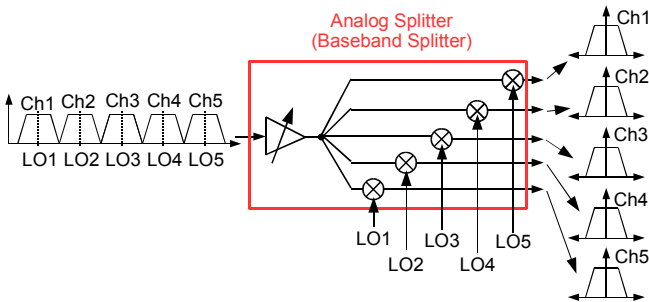 Analog Splitter
(Baseband Splitter)
Ch1
Ch2
Ch3
Ch4
Ch5
Ch1 Ch2 Ch3 Ch4 Ch5
LO1 LO2 LO3 LO4 LO5
LO1
LO2
LO3
LO4
LO5